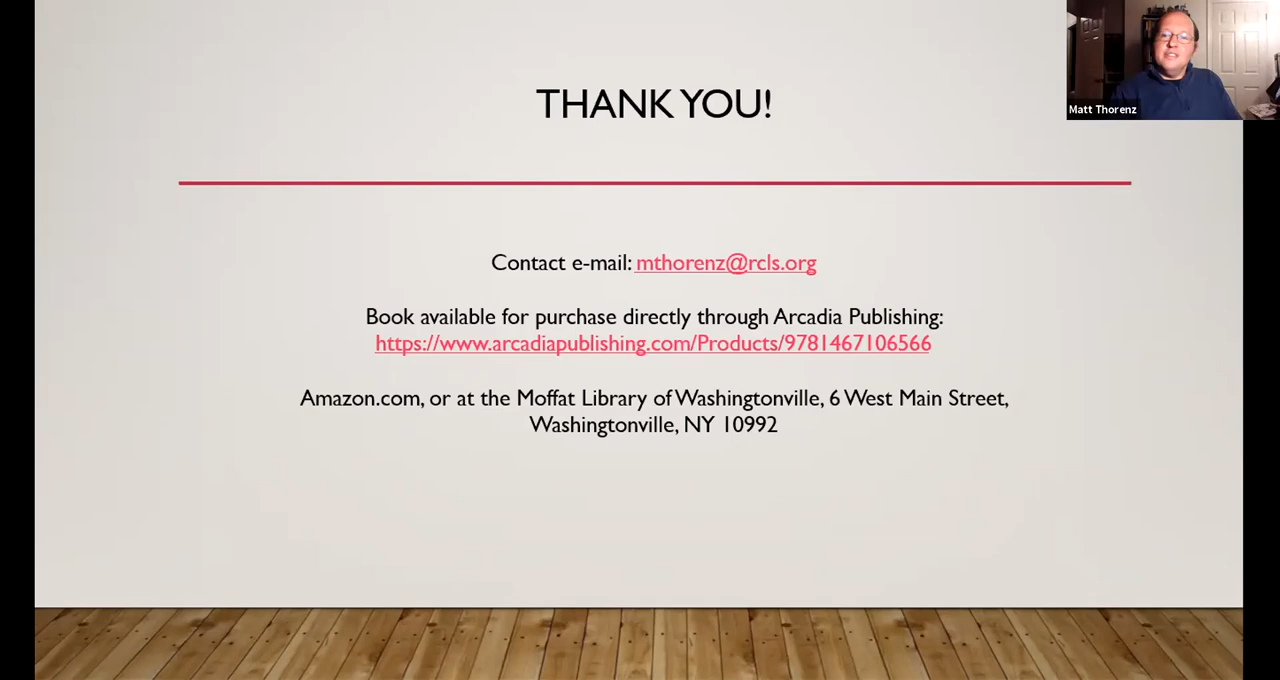 THANK YOU!
Matt Thorenz
Contact e-mail: mthorenz@rcls.org
Book available for purchase directly through Arcadia Publishing:
https://www.arcadiapublishing.com/Products/9781467106566
Amazon.com, or at the Moffat Library of Washingtonville, 6 West Main Street,
Washingtonville, NY 10992